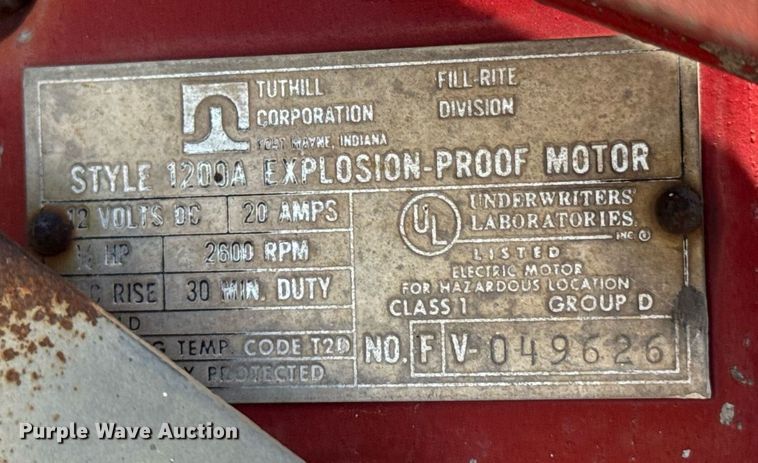 TUTHILL
CORPORATION
FORT WAYNE, INDIANA
FILL-RITE
DIVISION
STYLE 1200A EXPLOSION-PROOF MOTOR
12 VOLTS DC 20 AMPS
HP 2600 RPM
C RISE 30 MIN. DUTY
D
G TEMP. CODE T2D
Y PROTECTED
UL
UNDERWRITERS'
LABORATORIES,
INC.®
LISTED
ELECTRIC MOTOR
FOR HAZARDOUS LOCATION
CLASS 1 GROUP D
NO. F V-049626
Purple Wave Auction